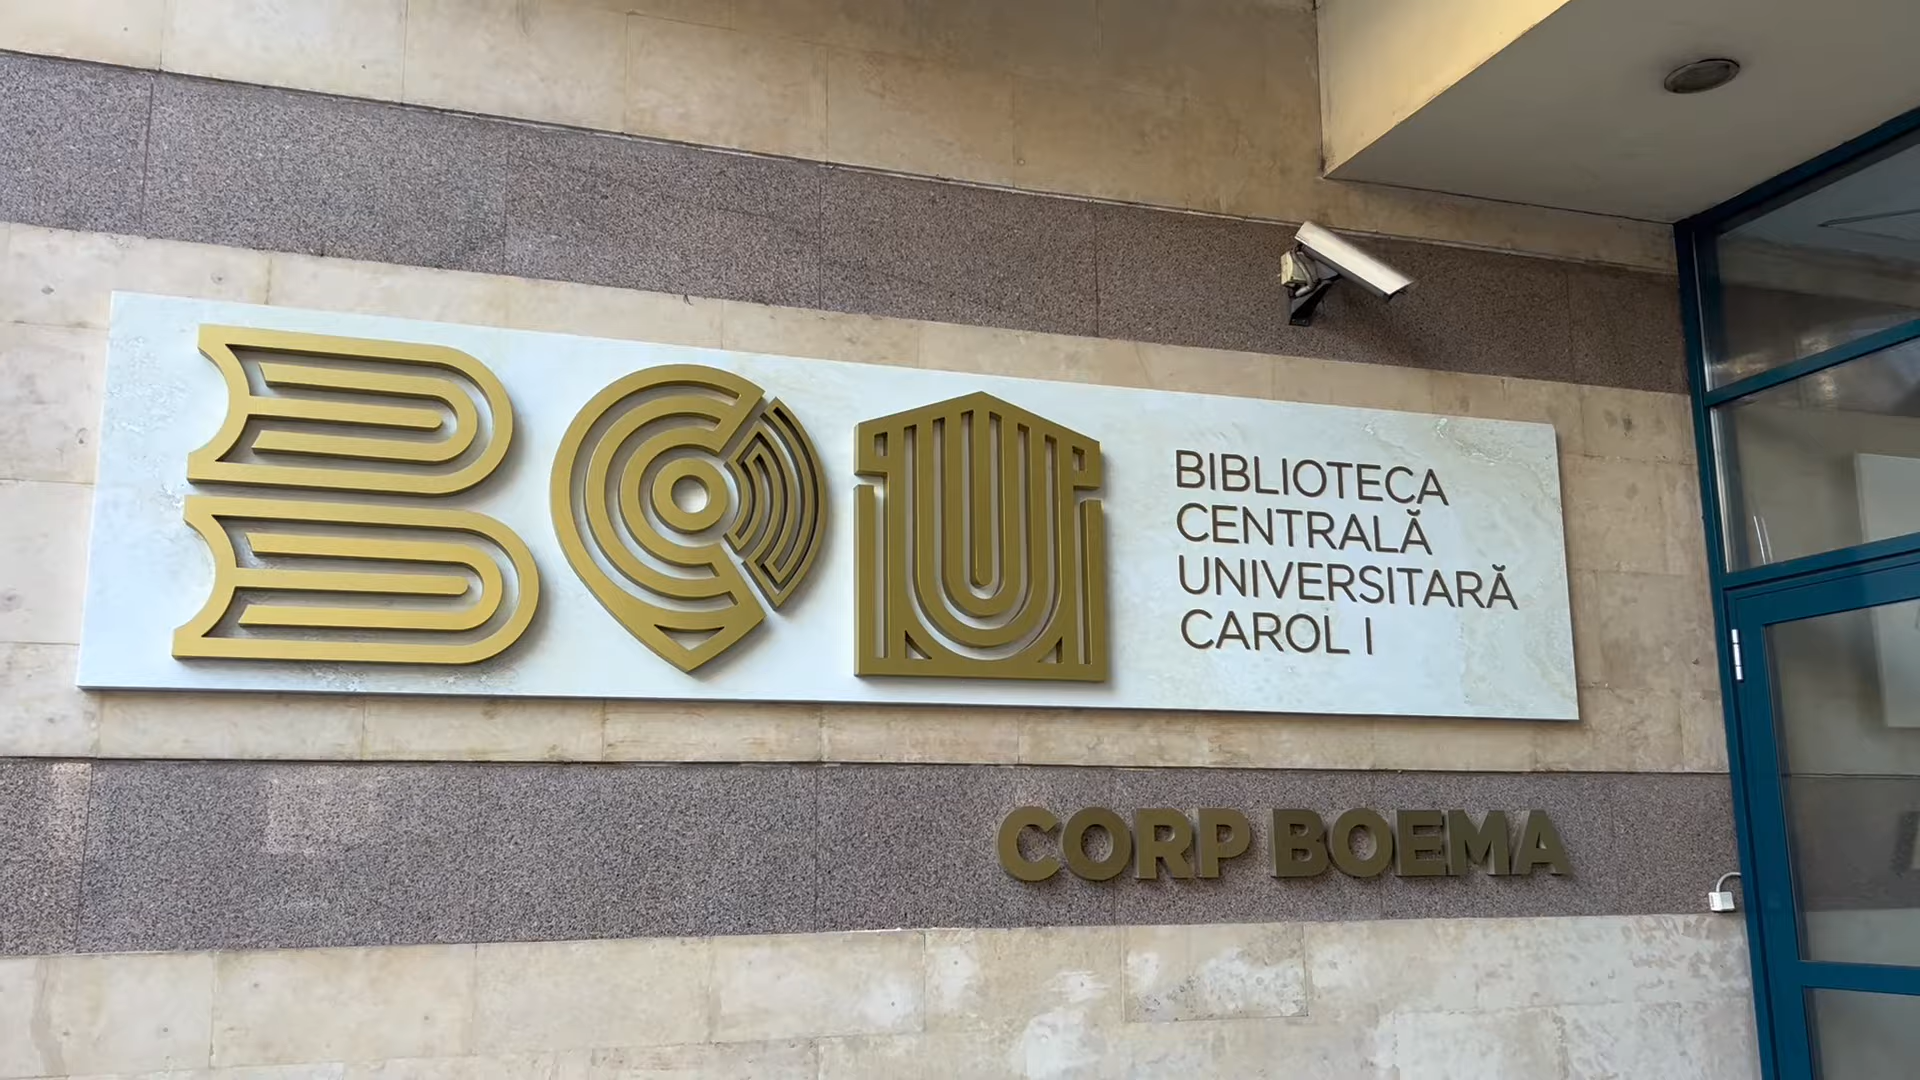 BCU
BIBLIOTECA
CENTRALĂ
UNIVERSITARĂ
CAROL I
CORP BOEMA